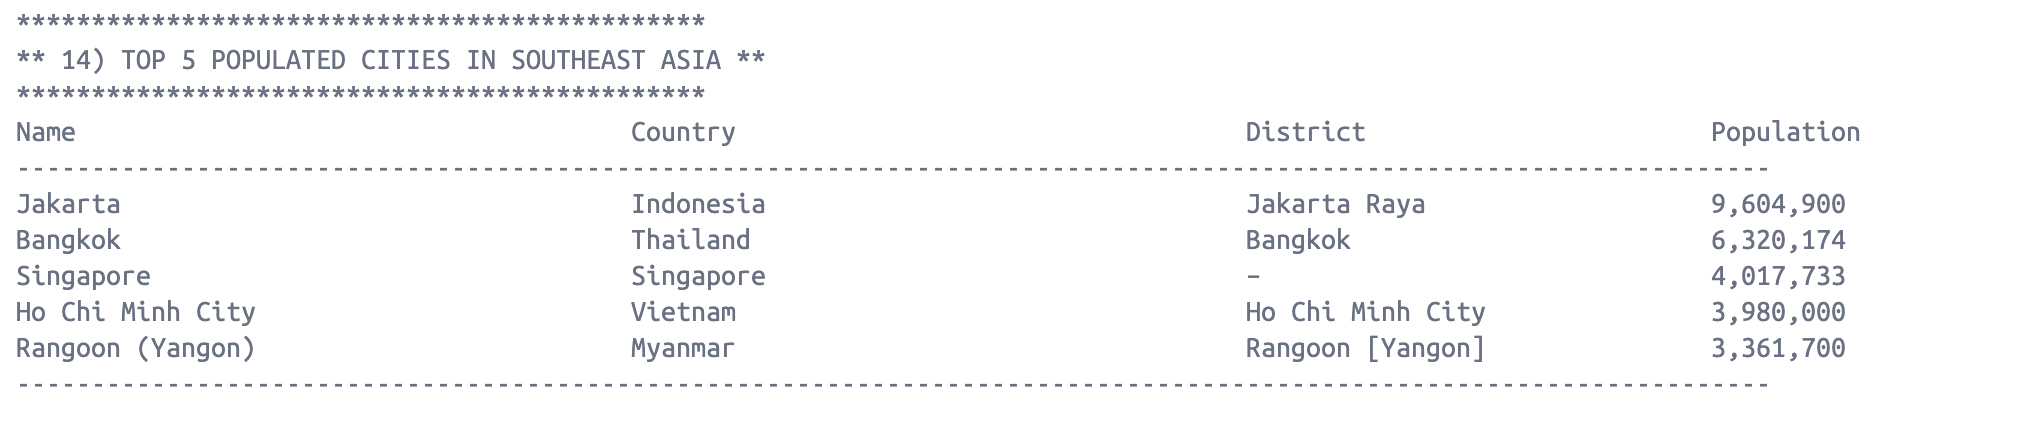 **********************************************
** 14) TOP 5 POPULATED CITIES IN SOUTHEAST ASIA **
**********************************************
Name Country District Population
---------------------------------------------------------------------------------------------------------------------
Jakarta Indonesia Jakarta Raya 9,604,900
Bangkok Thailand Bangkok 6,320,174
Singapore Singapore – 4,017,733
Ho Chi Minh City Vietnam Ho Chi Minh City 3,980,000
Rangoon (Yangon) Myanmar Rangoon [Yangon] 3,361,700
---------------------------------------------------------------------------------------------------------------------